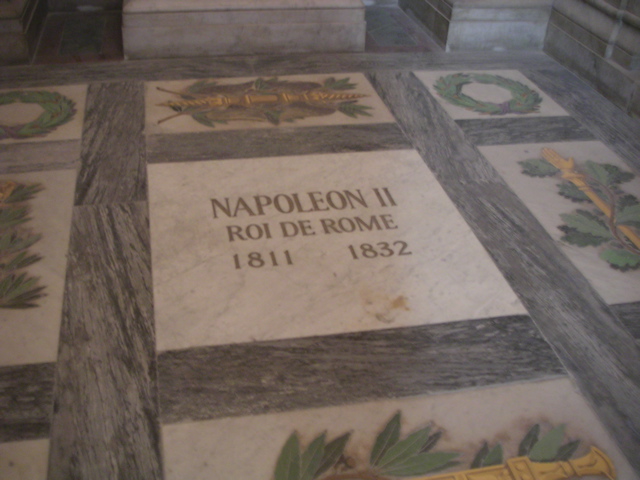 NAPOLEON II
ROI DE ROME
1811 1832